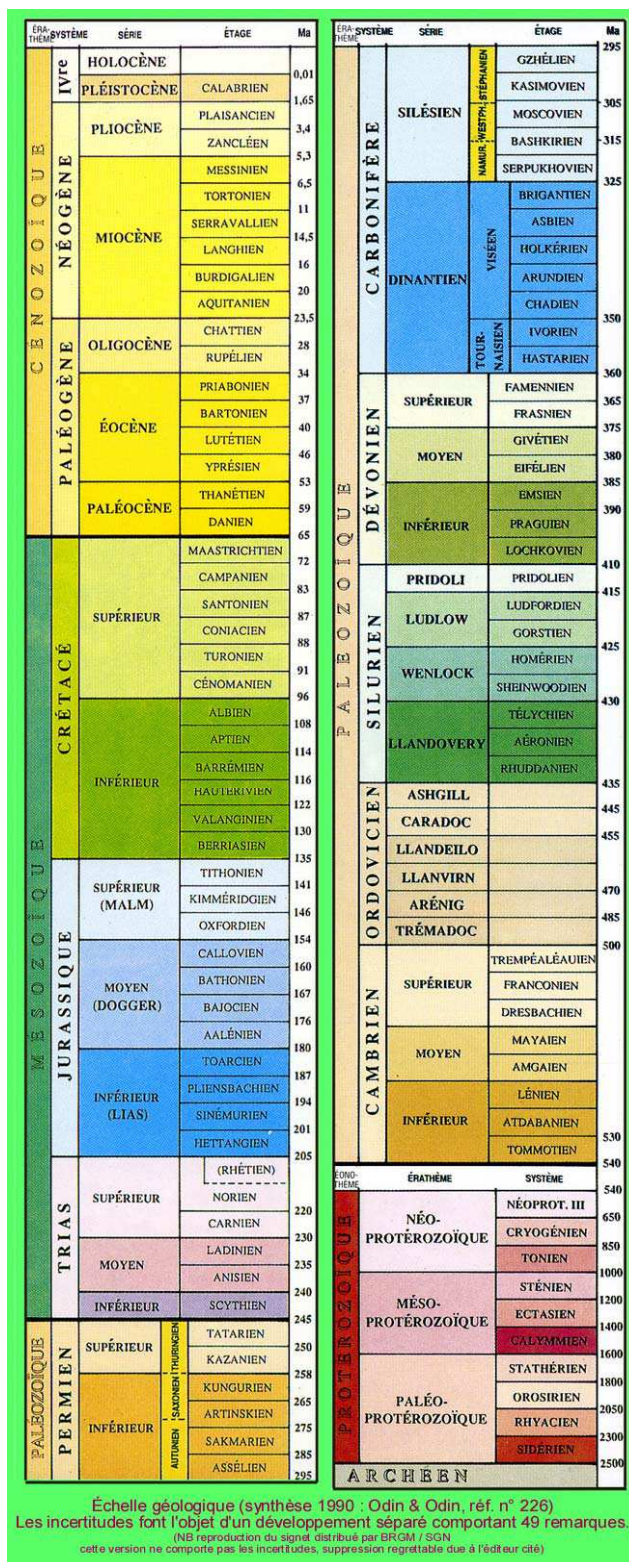 ÉRA-THÈME SYSTÈME SÉRIE ÉTAGE Ma
CÉNOZOÏQUE
IVre
HOLOCÈNE
0,01
PLÉISTOCÈNE CALABRIEN
1,65
NÉOGÈNE
PLIOCÈNE
PLAISANCIEN
3,4
ZANCLÉEN
5,3
MIOCÈNE
MESSINIEN
6,5
TORTONIEN
11
SERRAVALLIEN
14,5
LANGHIEN
16
BURDIGALIEN
20
AQUITANIEN
23,5
PALÉOGÈNE
OLIGOCÈNE
CHATTIEN
28
RUPÉLIEN
34
ÉOCÈNE
PRIABONIEN
37
BARTONIEN
40
LUTÉTIEN
46
YPRÉSIEN
53
PALÉOCÈNE
THANÉTIEN
59
DANIEN
65
MÉSOZOÏQUE
CRÉTACÉ
SUPÉRIEUR
MAASTRICHTIEN
72
CAMPANIEN
83
SANTONIEN
87
CONIACIEN
88
TURONIEN
91
CÉNOMANIEN
96
INFÉRIEUR
ALBIEN
108
APTIEN
114
BARRÉMIEN
116
HAUTERIVIEN
122
VALANGINIEN
130
BERRIASIEN
135
JURASSIQUE
SUPÉRIEUR
(MALM)
TITHONIEN
141
KIMMÉRIDGIEN
146
OXFORDIEN
154
MOYEN
(DOGGER)
CALLOVIEN
160
BATHONIEN
167
BAJOCIEN
176
AALÉNIEN
180
INFÉRIEUR
(LIAS)
TOARCIEN
187
PLIENSBACHIEN
194
SINÉMURIEN
201
HETTANGIEN
205
TRIAS
SUPÉRIEUR
(RHÉTIEN)
NORIEN
220
CARNIEN
230
MOYEN
LADINIEN
235
ANISIEN
240
INFÉRIEUR SCYTHIEN
245
PALÉOZOÏQUE
PERMIEN
SUPÉRIEUR
THURINGIEN
TATARIEN
250
KAZANIEN
258
INFÉRIEUR
SAXONIEN
KUNGURIEN
265
ARTINSKIEN
275
AUTUNIEN
SAKMARIEN
285
ASSÉLIEN
295
ÉRA-THÈME SYSTÈME SÉRIE ÉTAGE Ma
295
PALÉOZOÏQUE
CARBONIFÈRE
SILÉSIEN
STÉPHANIEN
GZHÉLIEN
KASIMOVIEN
305
WESTPH.
MOSCOVIEN
315
NAMUR.
BASHKIRIEN
SERPUKHOVIEN
325
DINANTIEN
VISÉEN
BRIGANTIEN
ASBIEN
HOLKÉRIEN
ARUNDIEN
CHADIEN
350
TOUR-
NAISIEN
IVORIEN
HASTARIEN
360
DÉVONIEN
SUPÉRIEUR
FAMENNIEN
365
FRASNIEN
375
MOYEN
GIVÉTIEN
380
EIFÉLIEN
385
INFÉRIEUR
EMSIEN
390
PRAGUIEN
LOCHKOVIEN
410
SILURIEN
PRIDOLI PRIDOLIEN
415
LUDLOW
LUDFORDIEN
GORSTIEN
425
WENLOCK
HOMÉRIEN
SHEINWOODIEN
430
LLANDOVERY
TÉLYCHIEN
AÉRONIEN
RHUDDANIEN
435
ORDOVICIEN
ASHGILL
445
CARADOC
455
LLANDEILO
LLANVIRN
470
ARÉNIG
485
TRÉMADOC
500
CAMBRIEN
SUPÉRIEUR
TREMPÉALÉAUIEN
FRANCONIEN
DRESBACHIEN
MOYEN
MAYAIEN
AMGAIEN
INFÉRIEUR
LÉNIEN
ATDABANIEN
530
TOMMOTIEN
540
ÉONO-THÈME ÉRATHÈME SYSTÈME
540
PROTEROZOÏQUE
NÉO-
PROTÉROZOÏQUE
NÉOPROT. III
650
CRYOGÉNIEN
850
TONIEN
1000
MÉSO-
PROTÉROZOÏQUE
STÉNIEN
1200
ECTASIEN
1400
CALYMMIEN
1600
PALÉO-
PROTÉROZOÏQUE
STATHÉRIEN
1800
OROSIRIEN
2050
RHYACIEN
2300
SIDÉRIEN
2500
ARCHÉEN
Échelle géologique (synthèse 1990 : Odin & Odin, réf. n° 226)
Les incertitudes font l'objet d'un développement séparé comportant 49 remarques.
(NB reproduction du signet distribué par BRGM / SGN
cette version ne comporte pas les incertitudes, suppression regrettable due à l'éditeur cité)